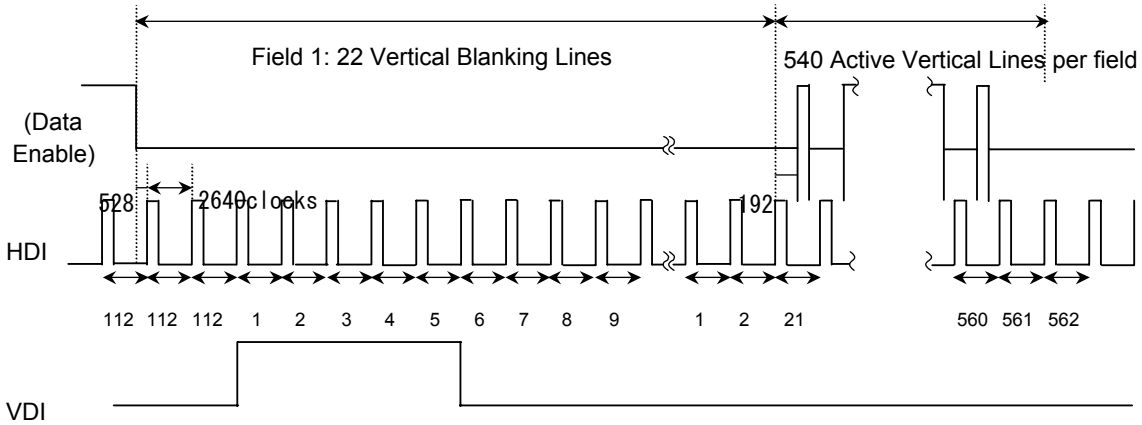 Field 1: 22 Vertical Blanking Lines
540 Active Vertical Lines per field
(Data
Enable)
528
2640clocks
192
HDI
112 112 112 1 2 3 4 5 6 7 8 9 1 2 21 560 561 562
VDI